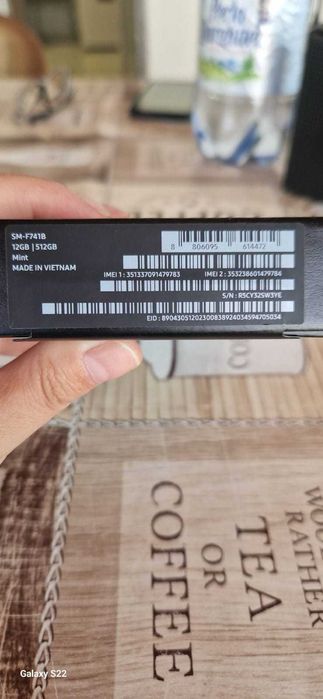 SM-F741B
12GB | 512GB
Mint
MADE IN VIETNAM
8 806095 614472
IMEI 1 : 351337091479783
IMEI 2 : 353238601479784
S/N : R5CY325W3YE
EID : 89043051202300838924034594705034
WOULD
RATHER
TEA
OR
COFFEE
Galaxy S22